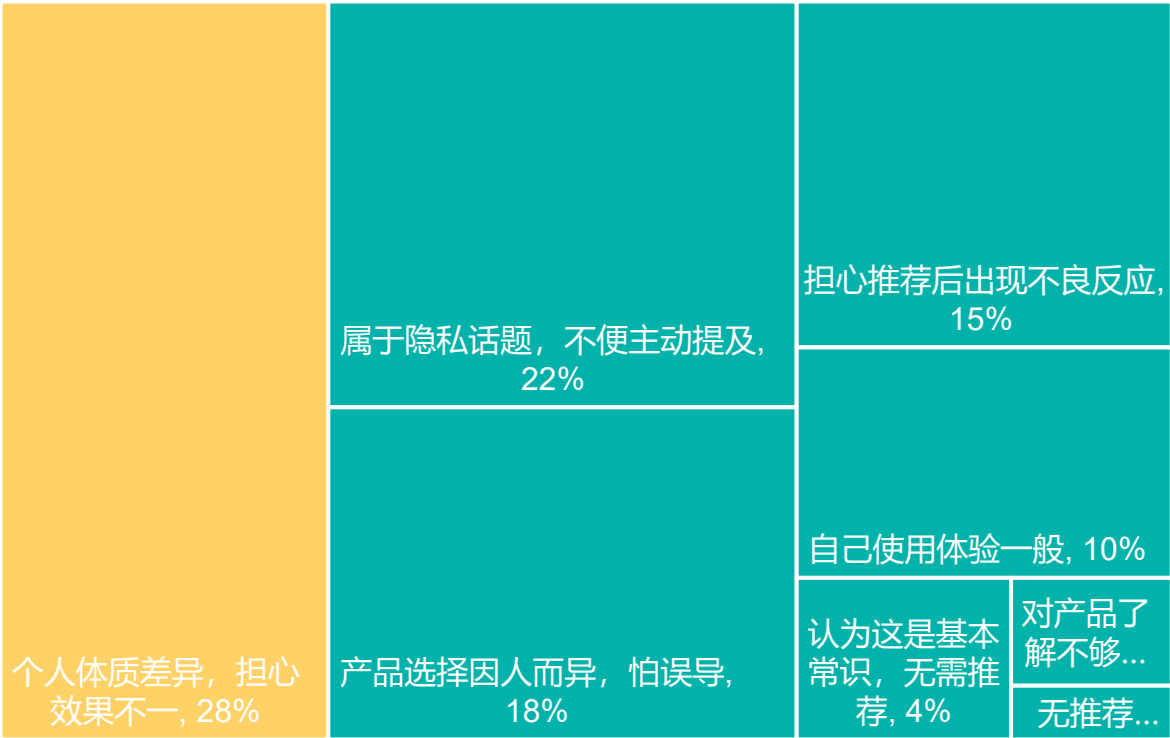 个人体质差异，担心
效果不一, 28%
属于隐私话题，不便主动提及,
22%
产品选择因人而异，怕误导,
18%
担心推荐后出现不良反应,
15%
自己使用体验一般, 10%
认为这是基本
常识，无需推
荐, 4%
对产品了
解不够...
无推荐...